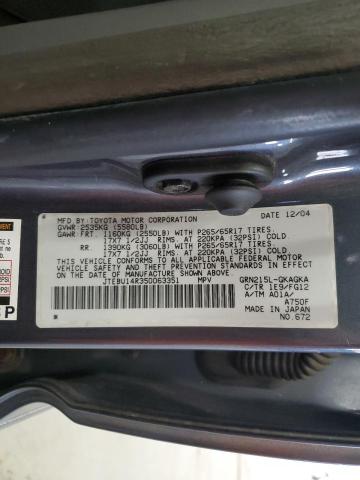 MFD. BY: TOYOTA MOTOR CORPORATION DATE 12/04
GVWR 2535KG (5580LB)
GAWR FRT. 1160KG (2550LB) WITH P265/65R17 TIRES.
17X7 1/2JJ RIMS. AT 220KPA (32PSI) COLD.
RR. 1390KG (3060LB) WITH P265/65R17 TIRES.
17X7 1/2JJ RIMS. AT 220KPA (32PSI) COLD.
THIS VEHICLE CONFORMS TO ALL APPLICABLE FEDERAL MOTOR
VEHICLE SAFETY AND BUMPER STANDARDS IN EFFECT ON THE DATE OF
MANUFACTURE SHOWN ABOVE.
JTEBU14R350063351 MPV GRN215L-GKAGKA
C/TR 1E9/FG12
A/TM A01A/
A750F
MADE IN JAPAN
NO.672